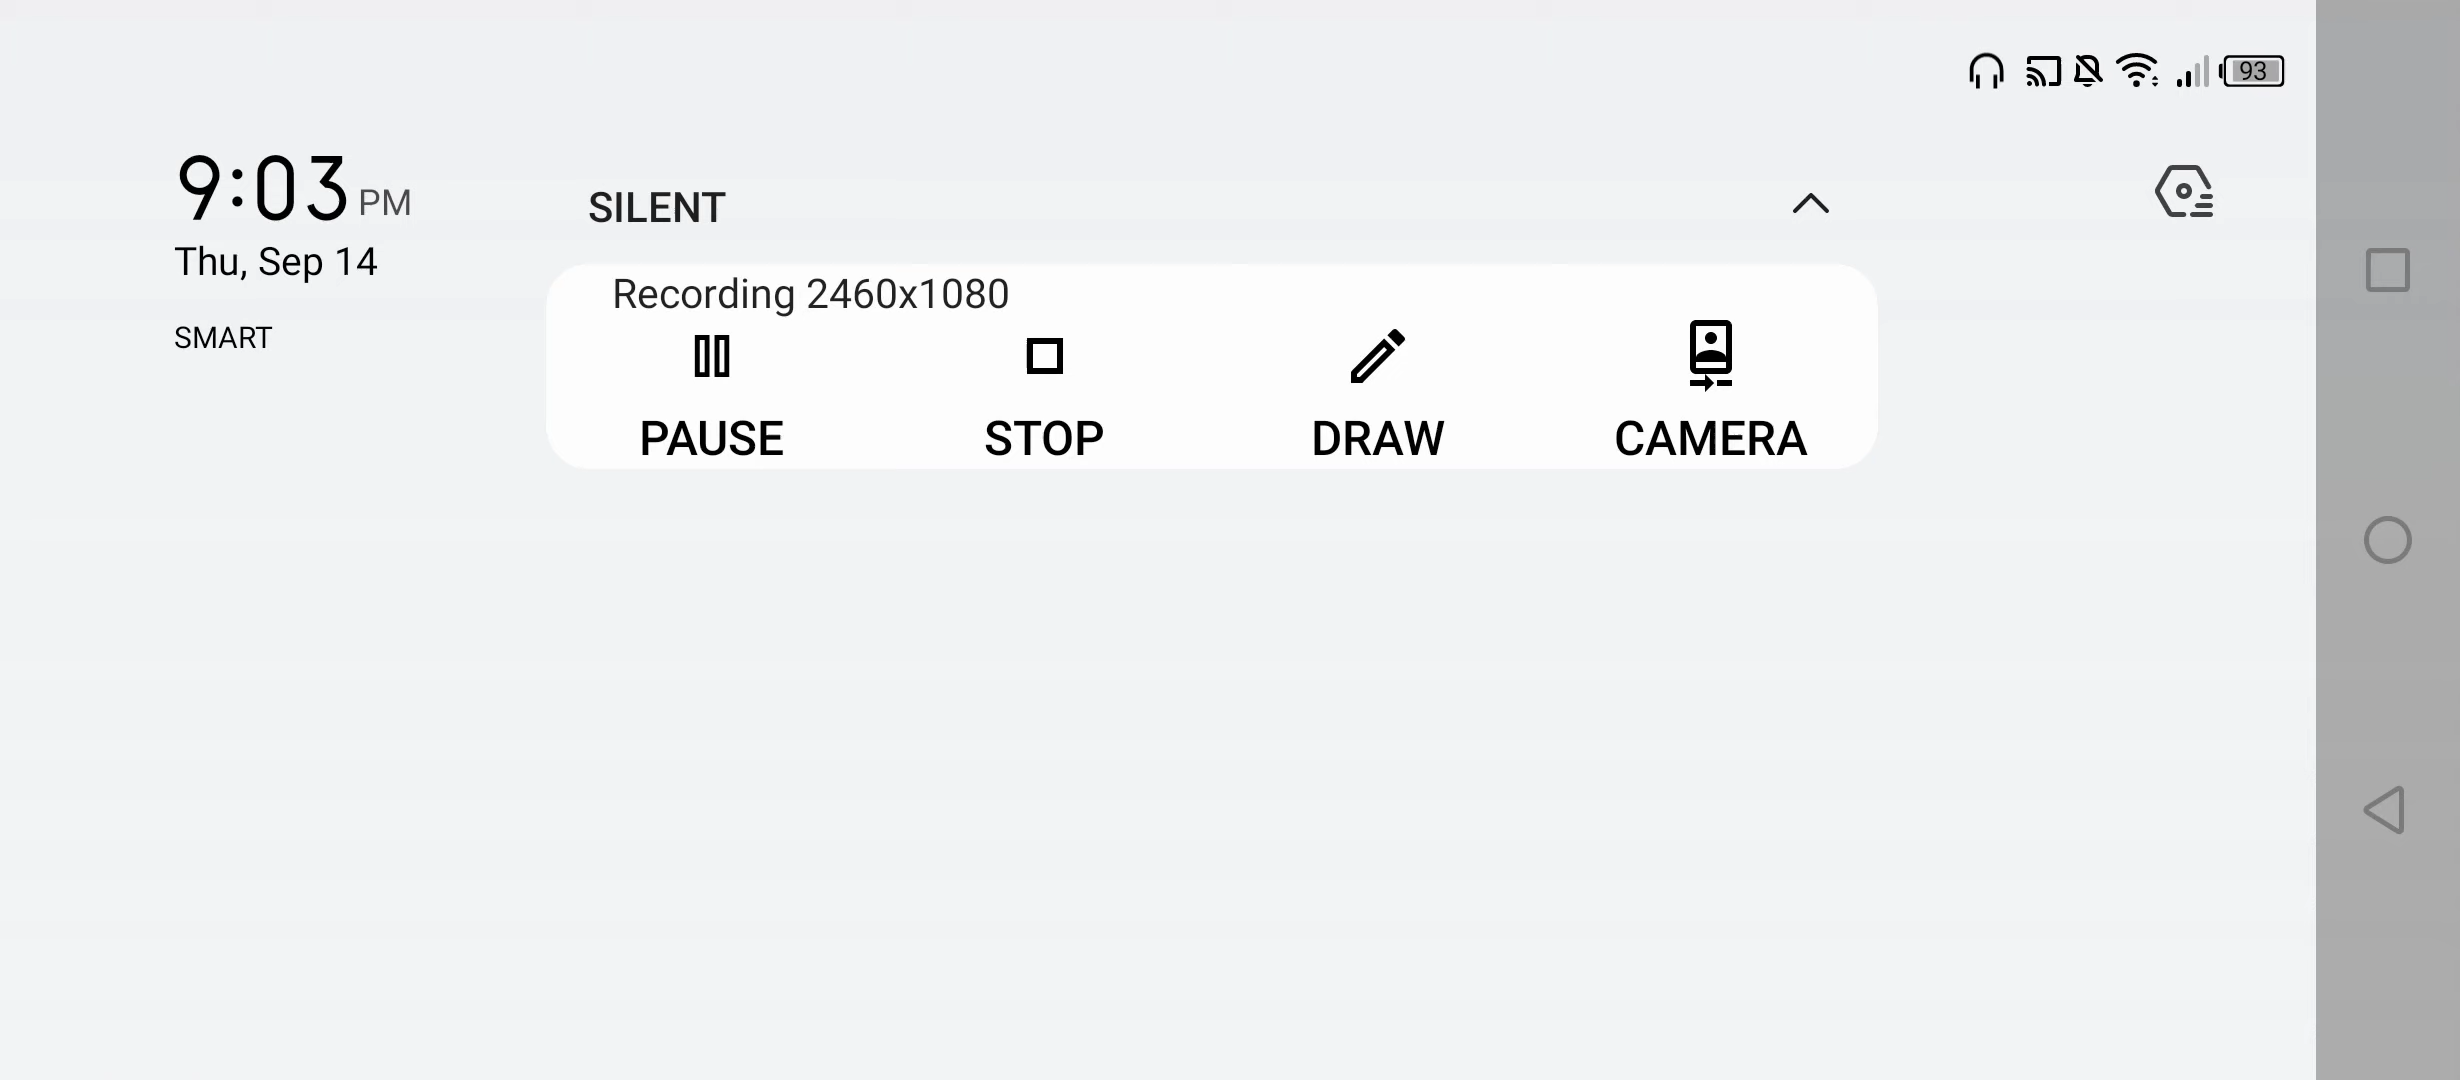 93
9:03 PM
Thu, Sep 14
SMART
SILENT
Recording 2460x1080
PAUSE
STOP
DRAW
CAMERA